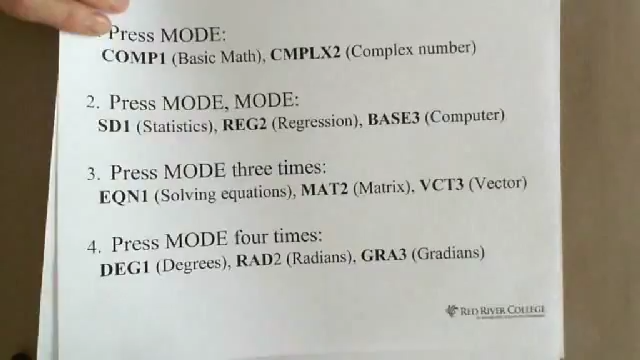 Press MODE:
COMP1 (Basic Math), CMPLX2 (Complex number)
2. Press MODE, MODE:
SD1 (Statistics), REG2 (Regression), BASE3 (Computer)
3. Press MODE three times:
EQN1 (Solving equations), MAT2 (Matrix), VCT3 (Vector)
4. Press MODE four times:
DEG1 (Degrees), RAD2 (Radians), GRA3 (Gradians)
RED RIVER COLLEGE